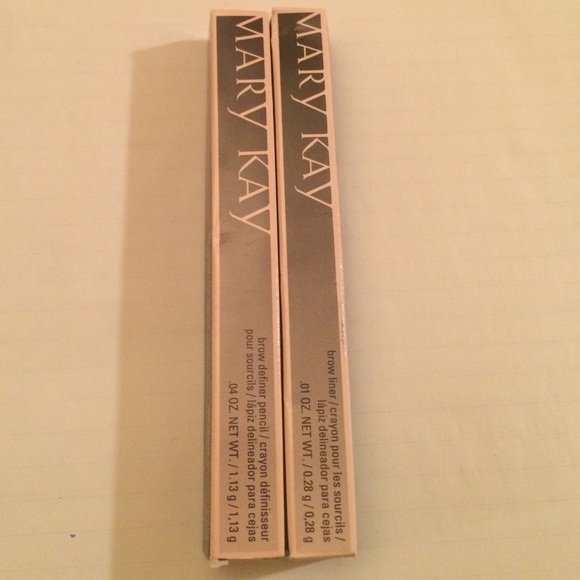 MARY KAY
brow definer pencil / crayon définisseur
pour sourcils / lápiz delineador para cejas
.04 OZ. NET WT. / 1.13 g / 1,13 g
MARY KAY
brow liner / crayon pour les sourcils /
lápiz delineador para cejas
.01 OZ. NET WT. / 0.28 g / 0,28 g